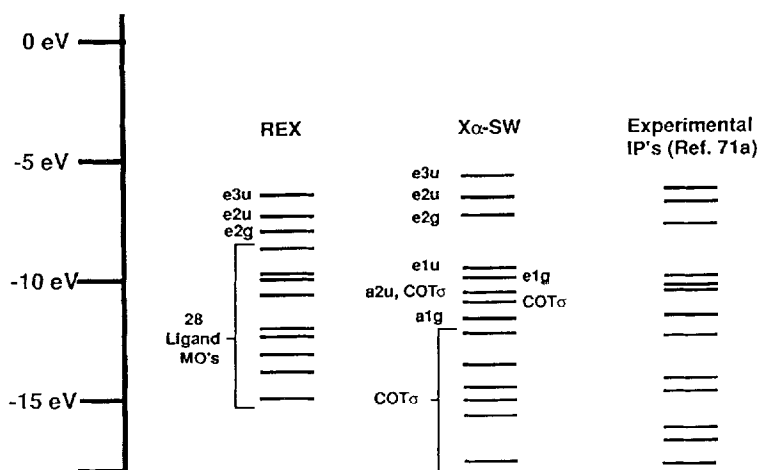 0 eV
-5 eV
-10 eV
-15 eV
REX
e3u
e2u
e2g
28
Ligand
MO's
Xα-SW
e3u
e2u
e2g
e1u
e1g
a2u, COTσ
COTσ
a1g
COTσ
Experimental
IP's (Ref. 71a)